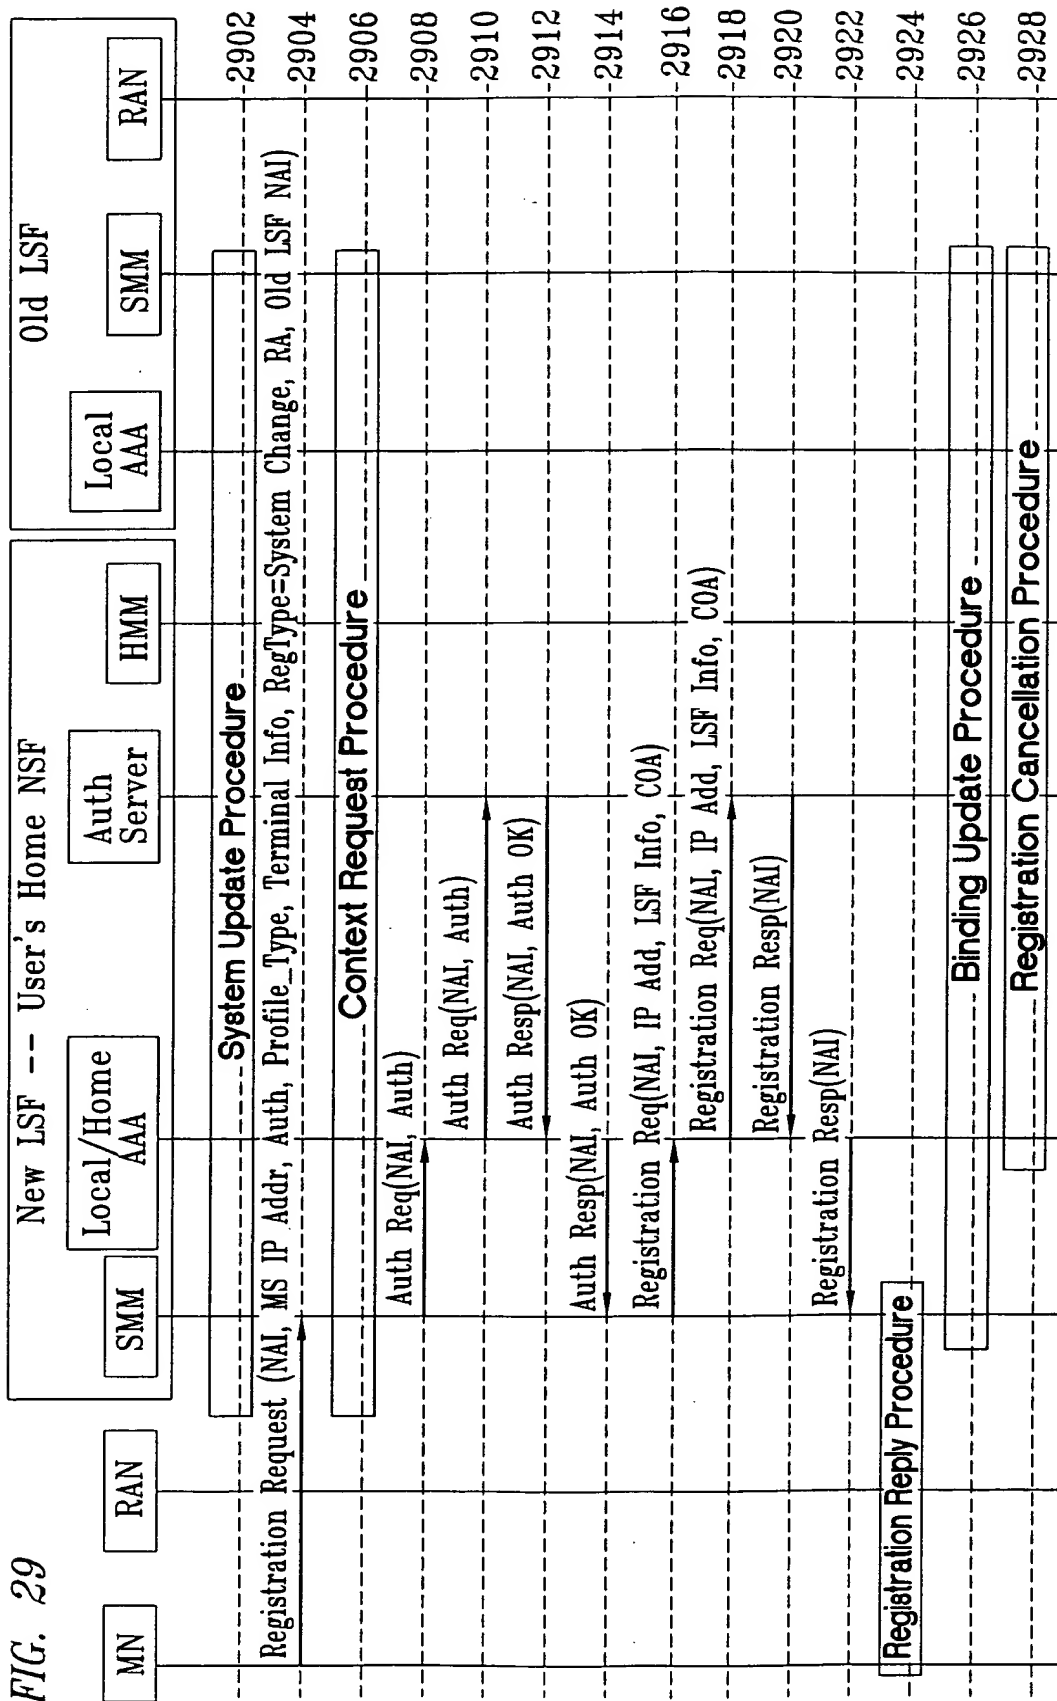 FIG. 29
New LSF -- User's Home NSF
Old LSF
MN
RAN
SMM
Local/Home
AAA
Auth
Server
HMM
Local
AAA
SMM
RAN
System Update Procedure
2902
Registration Request (NAI, MS IP Addr, Auth, Profile_Type, Terminal Info, RegType=System Change, RA, Old LSF NAI)
2904
Context Request Procedure
2906
Auth Req(NAI, Auth)
2908
Auth Req(NAI, Auth)
2910
Auth Resp(NAI, Auth OK)
2912
Auth Resp(NAI, Auth OK)
2914
Registration Req(NAI, IP Add, LSF Info, COA)
2916
Registration Req(NAI, IP Add, LSF Info, COA)
2918
Registration Resp(NAI)
2920
Registration Resp(NAI)
2922
Registration Reply Procedure
2924
Binding Update Procedure
2926
Registration Cancellation Procedure
2928